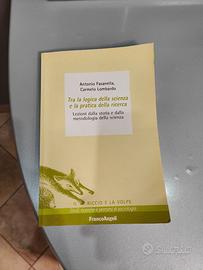 Antonio Fasanella,
Carmelo Lombardo
Tra la logica della scienza
e la pratica della ricerca
Lezioni dalla storia e dalla
metodologia della scienza
RICCIO E LA VOLPE
FrancoAngeli
Subito